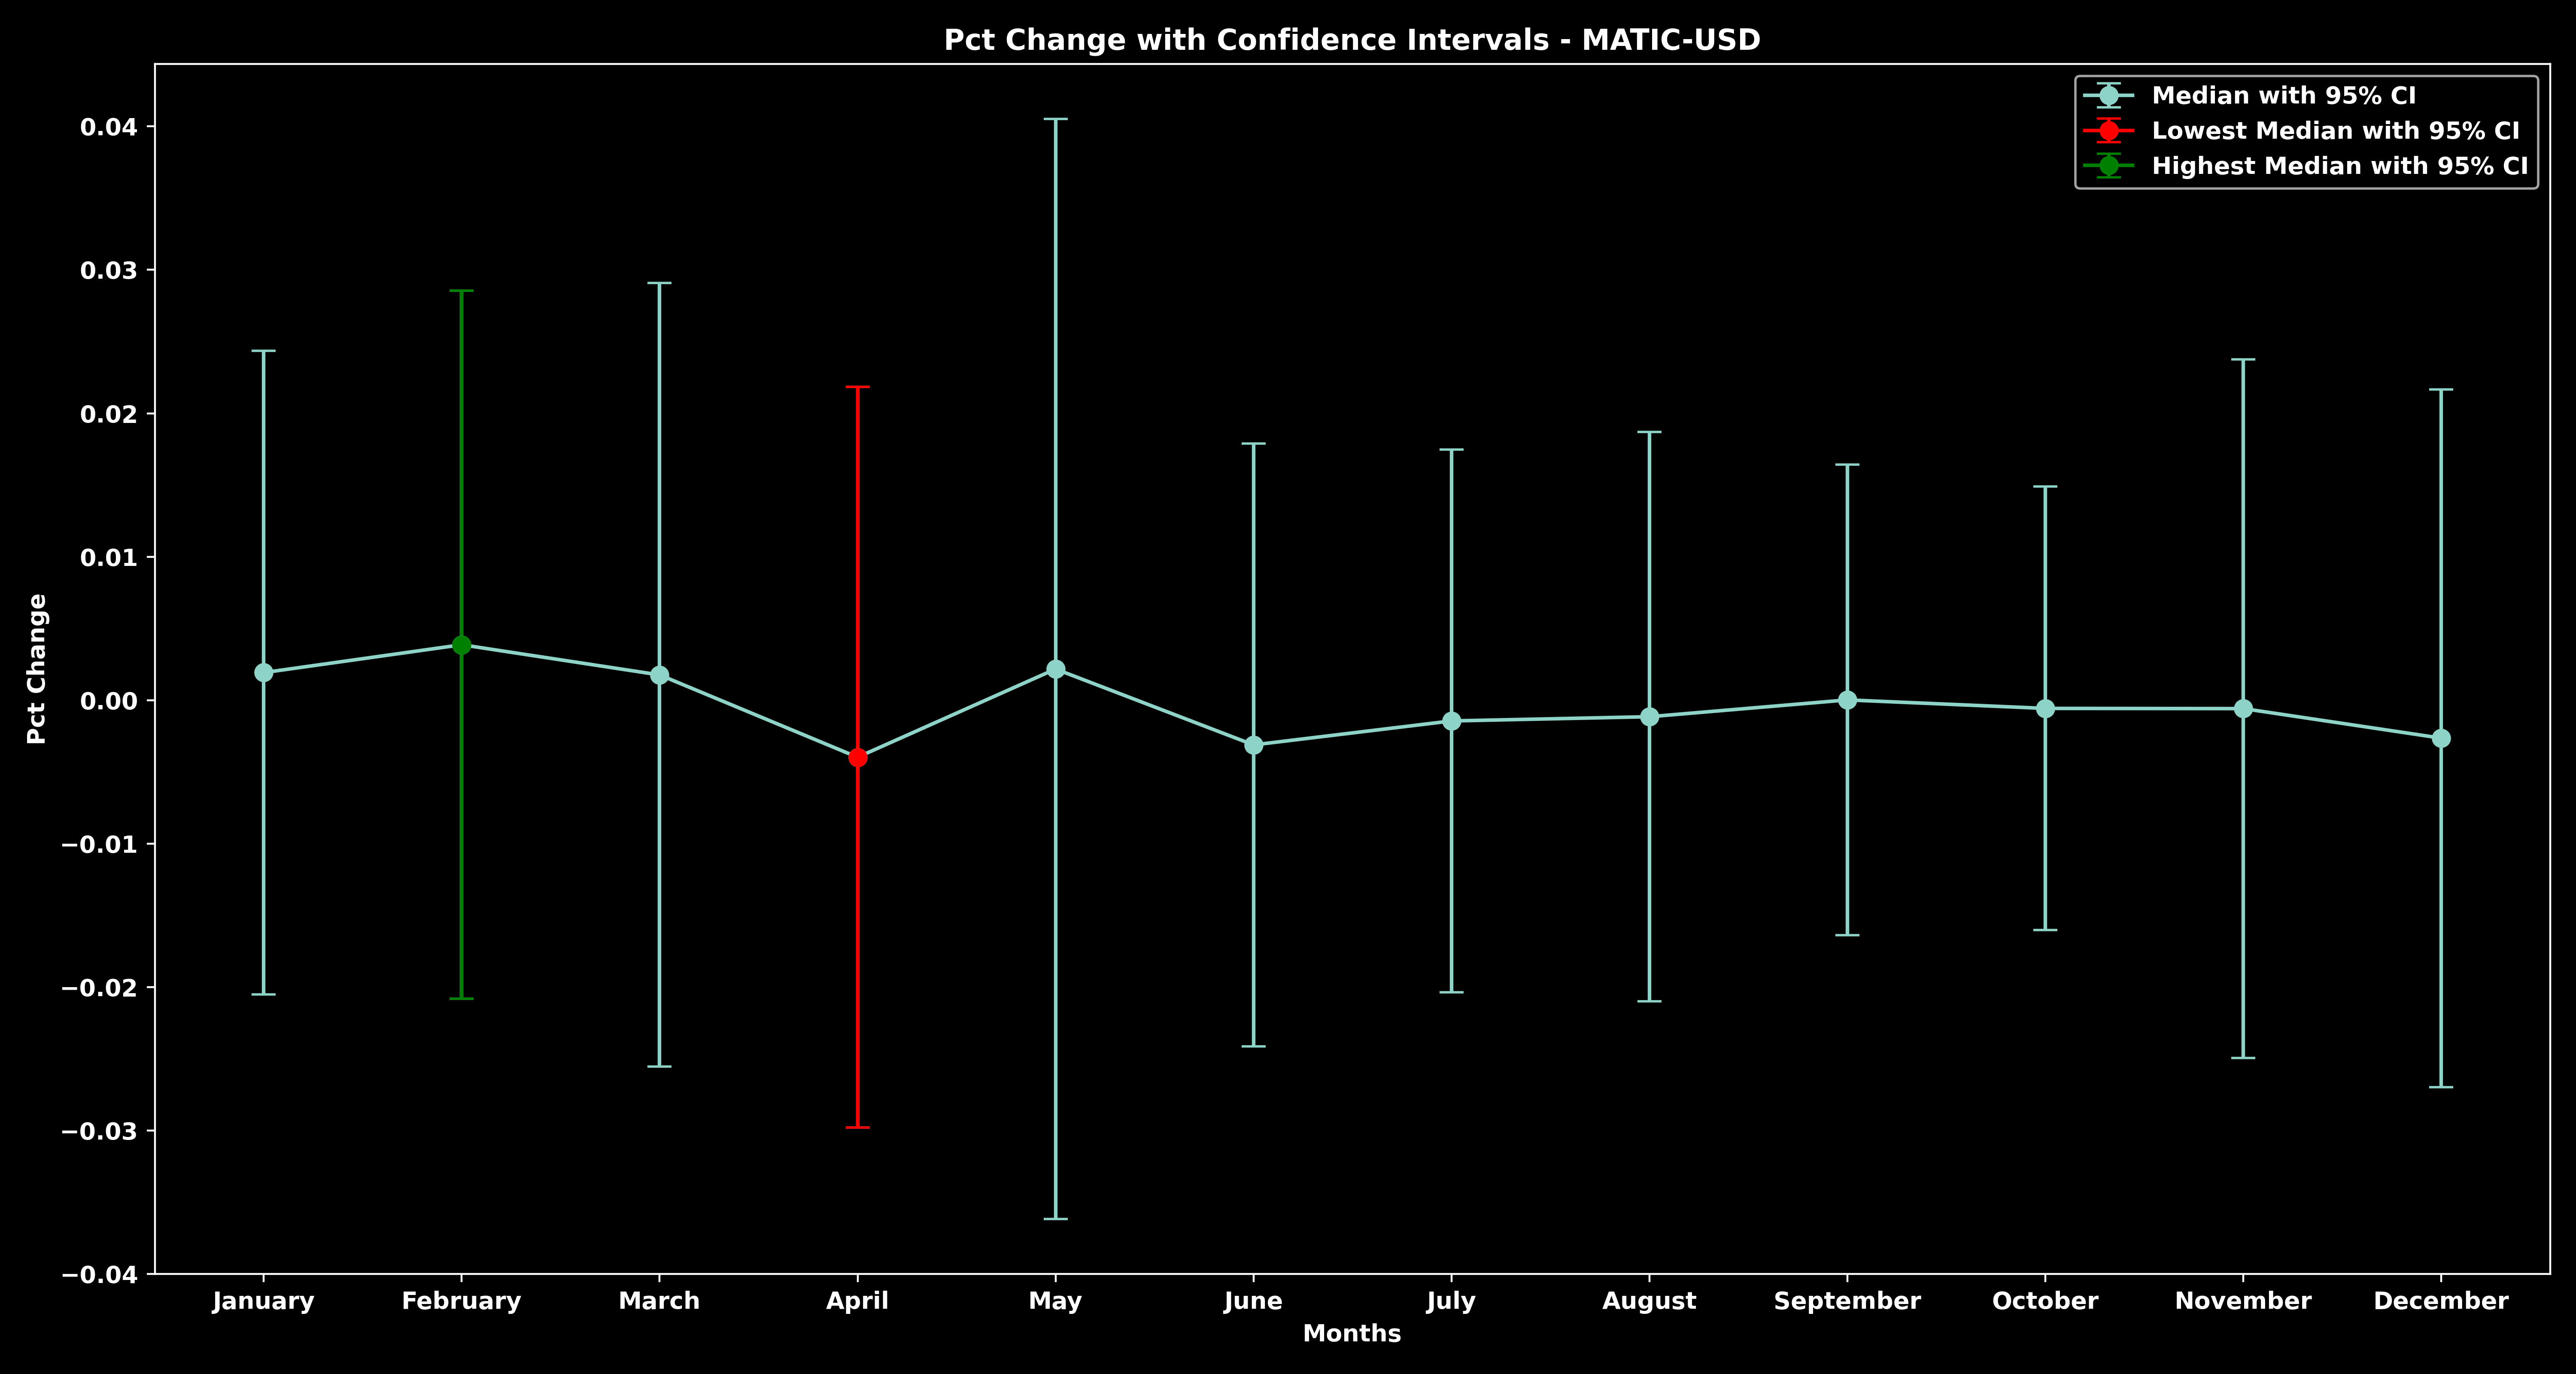 Pct Change with Confidence Intervals - MATIC-USD
Median with 95% CI
Lowest Median with 95% CI
Highest Median with 95% CI
Pct Change
0.04
0.03
0.02
0.01
0.00
−0.01
−0.02
−0.03
−0.04
January February March April May June July August September October November December
Months